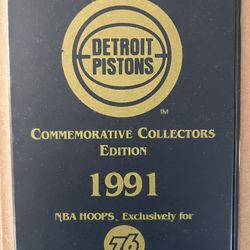 DETROIT
PISTONS
TM
COMMEMORATIVE COLLECTORS
EDITION
1991
NBA HOOPS® Exclusively for
76